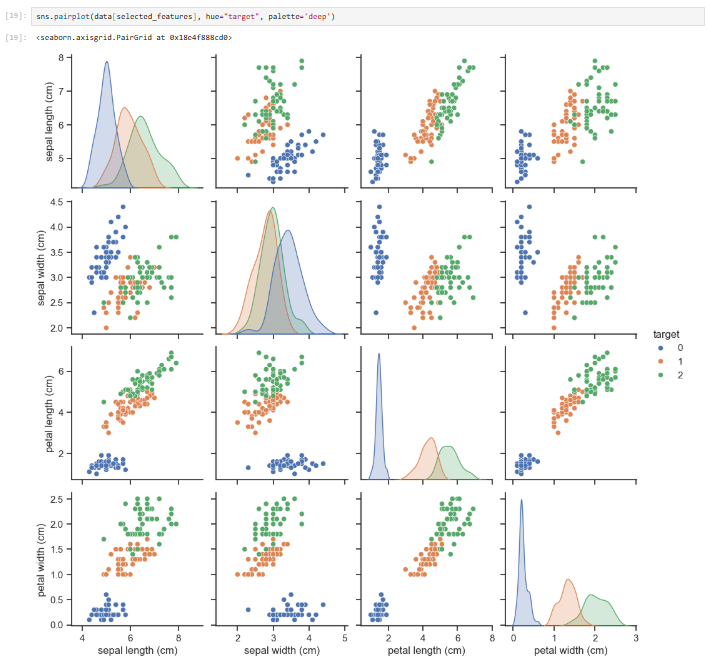 [19]: sns.pairplot(data[selected_features], hue="target", palette='deep')
[19]: <seaborn.axisgrid.PairGrid at 0x18e4f888cd0>
8
7
6
5
sepal length (cm)
4.5
4.0
3.5
3.0
2.5
2.0
sepal width (cm)
target
0
1
2
6
4
2
petal length (cm)
2.5
2.0
1.5
1.0
0.5
0.0
petal width (cm)
4 6 8 2 3 4 5 2 4 6 8 0 1 2 3
sepal length (cm) sepal width (cm) petal length (cm) petal width (cm)